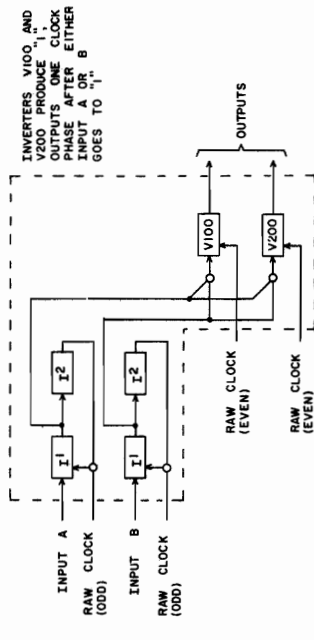 INVERTERS V100 AND
V200 PRODUCE "1",
OUTPUTS ONE CLOCK
PHASE AFTER EITHER
INPUT A OR B
GOES TO "1"
INPUT A
I¹
I²
RAW CLOCK
(ODD)
INPUT B
I¹
I²
RAW CLOCK
(ODD)
V100
V200
OUTPUTS
RAW CLOCK
(EVEN)
RAW CLOCK
(EVEN)